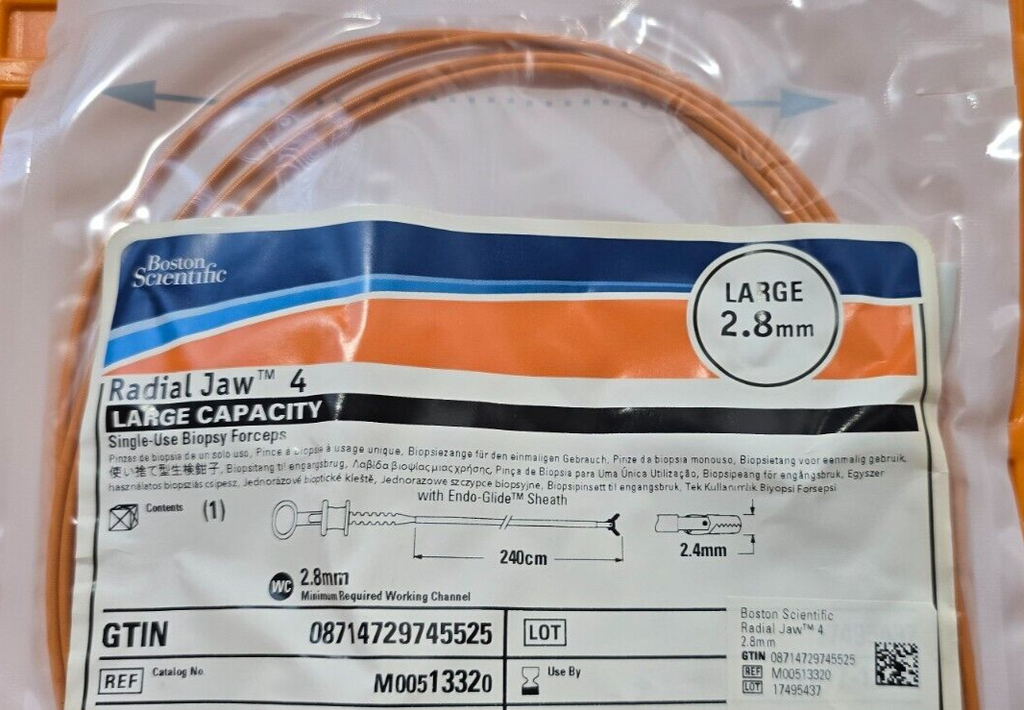 Boston
Scientific
LARGE
2.8mm
Radial Jaw™ 4
LARGE CAPACITY
Single-Use Biopsy Forceps
Pinzas de biopsia de un solo uso, Pince à biopsie à usage unique, Biopsiezange für den einmaligen Gebrauch, Pinze da biopsia monouso, Biopsietang voor eenmalig gebruik,
使い捨て型生検鉗子, Biopsitang til engangsbrug, Λαβίδα βιοψίας μιας χρήσης, Pinça de Biopsia para Uma Única Utilização, Biopsipeång för engångsbruk, Egyszer
használatos biopsziás csipesz, Jednorázové bioptické kleště, Jednorazowe szczypce biopsyjne, Biopsipinsett til engangsbruk, Tek Kullanımlık Biyopsi Forsepsi
with Endo-Glide™ Sheath
Contents (1)
240cm
2.4mm
WC 2.8mm
Minimum Required Working Channel
GTIN 08714729745525
LOT
REF Catalog No. M00513320
Use By
Boston Scientific
Radial Jaw™ 4
2.8mm
GTIN 08714729745525
REF M00513320
LOT 17495437